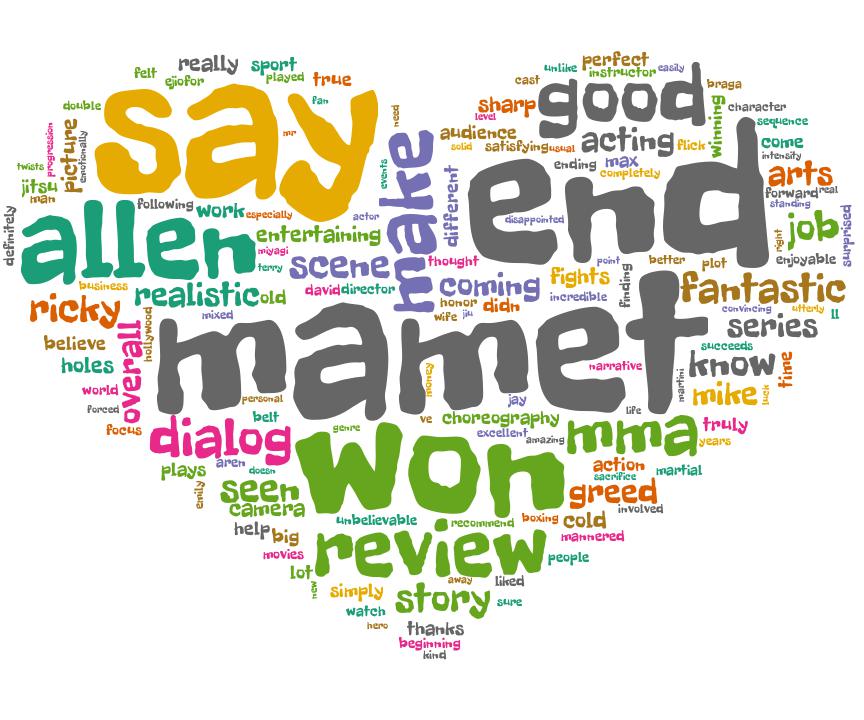 felt
really
sport
ejiofor
played
true
unlike
perfect
instructor
easily
cast
braga
double
say
fan
need
sharp
level
good
winning
character
sequence
progression
picture
emotionally
mr
make
audience
solid
satisfying
usual
acting
flick
come
intensity
twists
jitsu
man
events
different
ending
max
completely
end
arts
forward
real
standing
definitely
following
work
especially
actor
disappointed
allen
entertaining
miyagi
terry
scene
thought
right
job
enjoyable
surprised
business
realistic
old
david
director
coming
fights
point
incredible
finding
better
plot
fantastic
ricky
mixed
honor
didn
wife
jiu
convincing
utterly
ll
believe
overall
hollywood
mamet
series
succeeds
holes
know
time
world
money
narrative
martini
mike
luck
forced
personal
jay
life
focus
belt
ve
choreography
dialog
genre
won
excellent
amazing
mma
truly
years
plays
aren
doesn
action
sacrifice
martial
emily
seen
camera
greed
involved
unbelievable
recommend
boxing
cold
help
big
review
mannered
movies
people
lot
new
away
liked
simply
story
sure
watch
hero
thanks
beginning
kind